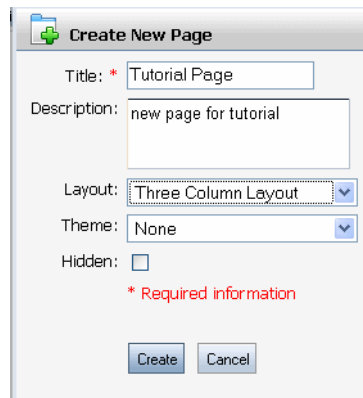 Create New Page
Title: * Tutorial Page
Description: new page for tutorial
Layout: Three Column Layout
Theme: None
Hidden:
* Required information
Create Cancel